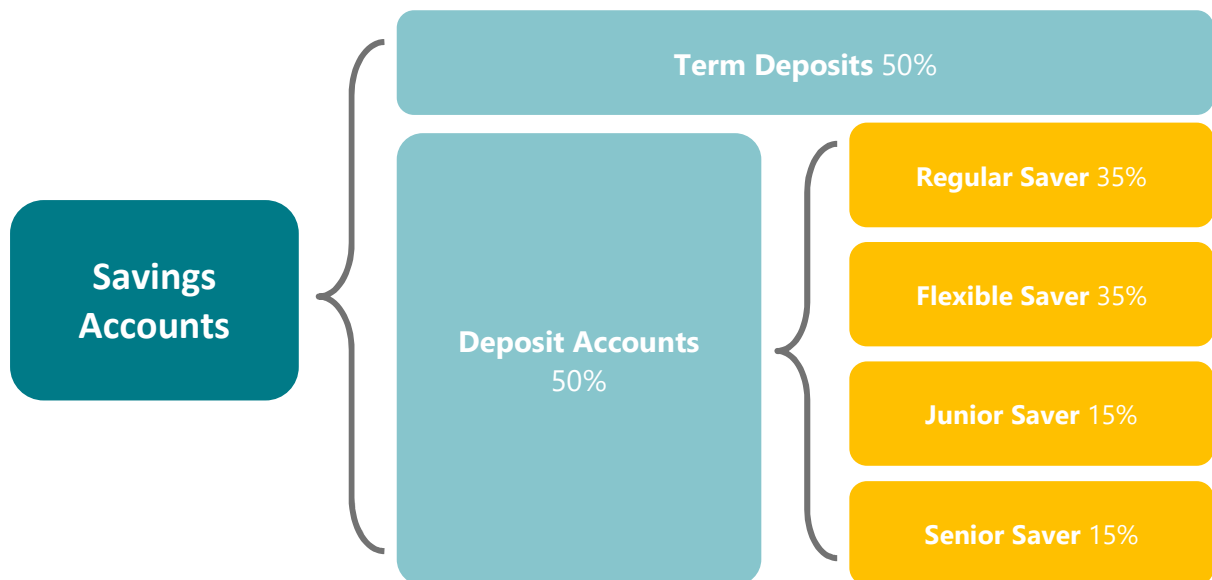 Savings
Accounts
Term Deposits 50%
Deposit Accounts
50%
Regular Saver 35%
Flexible Saver 35%
Junior Saver 15%
Senior Saver 15%